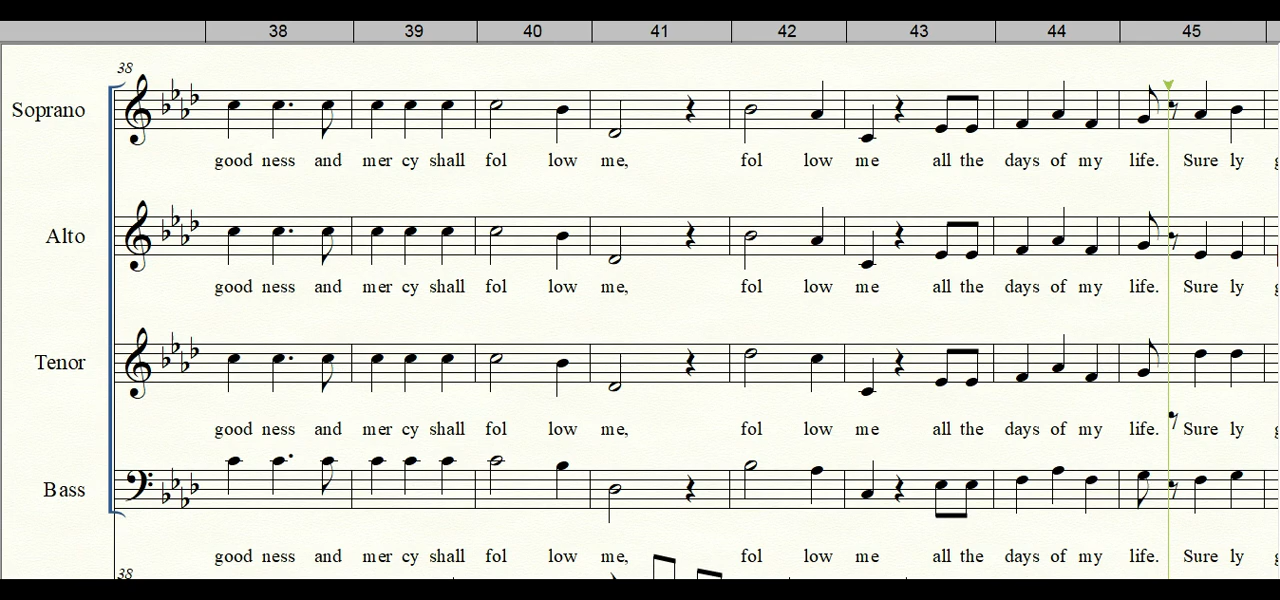 38 39 40 41 42 43 44 45
38
Soprano
good ness and mer cy shall fol low me, fol low me all the days of my life. Sure ly
Alto
good ness and mer cy shall fol low me, fol low me all the days of my life. Sure ly
Tenor
good ness and mer cy shall fol low me, fol low me all the days of my life. Sure ly
Bass
good ness and mer cy shall fol low me, fol low me all the days of my life. Sure ly
38